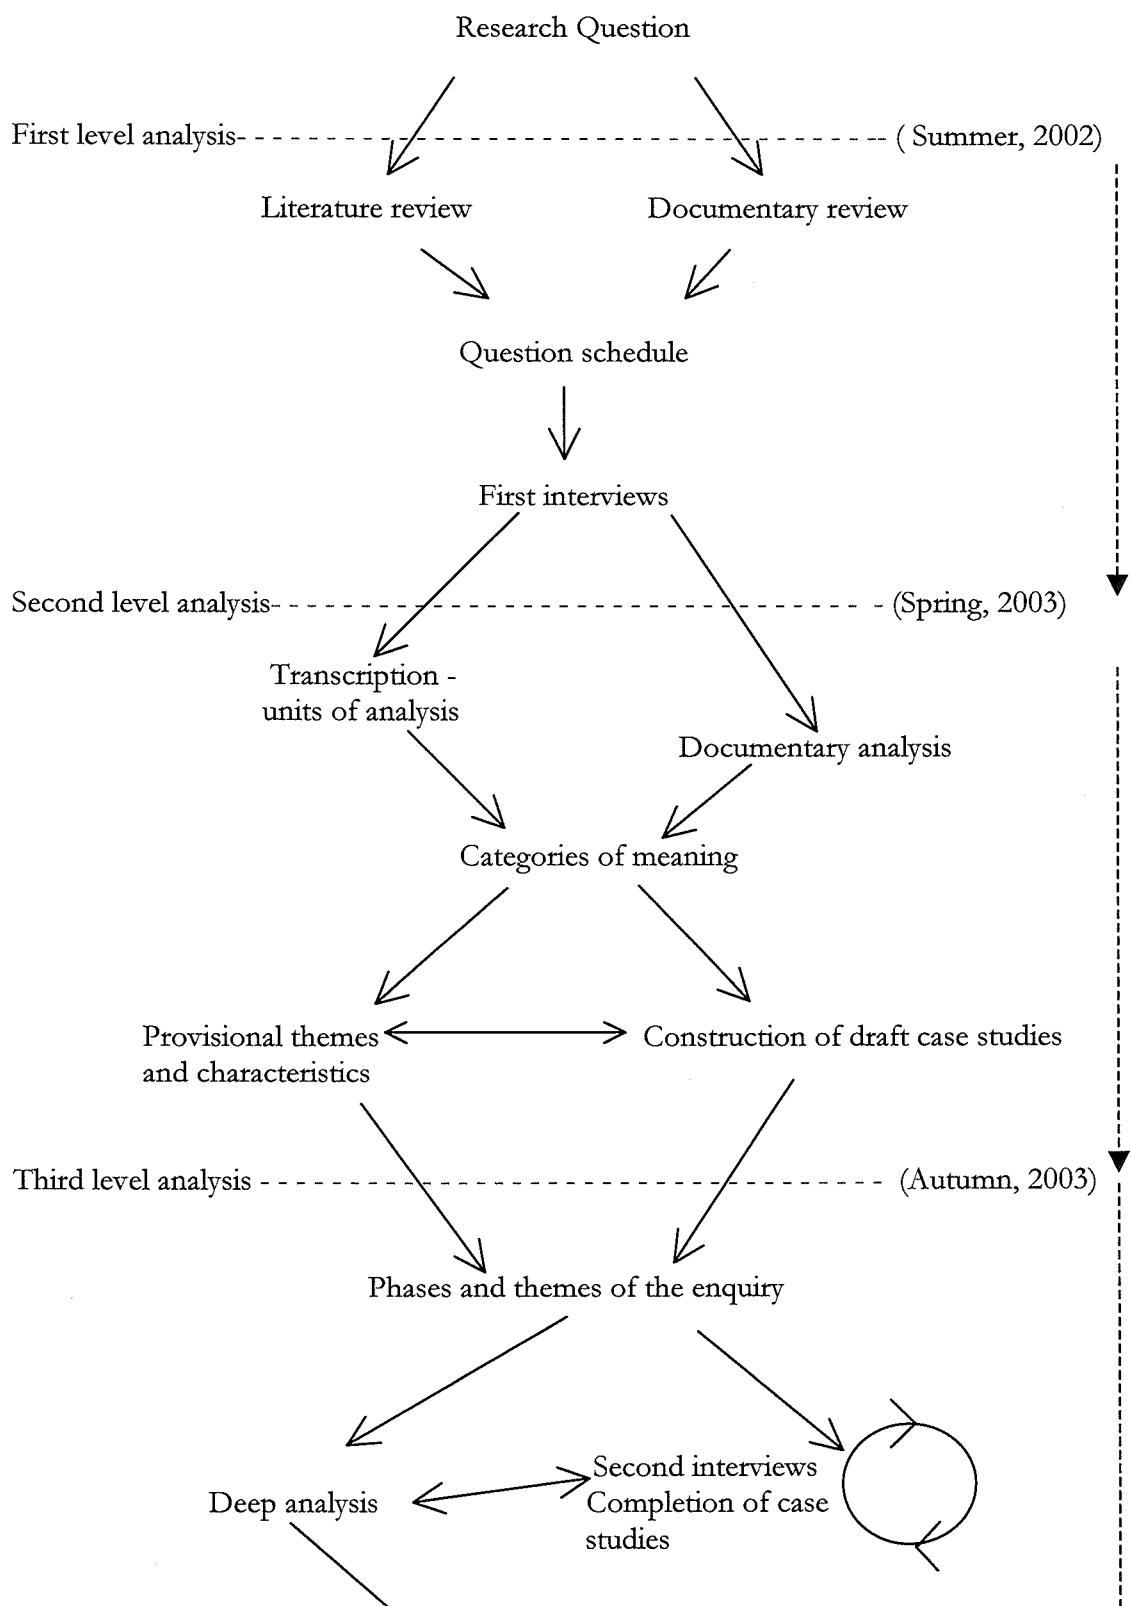 Research Question
First level analysis- ( Summer, 2002)
Literature review Documentary review
Question schedule
First interviews
Second level analysis- (Spring, 2003)
Transcription -
units of analysis
Documentary analysis
Categories of meaning
Provisional themes
and characteristics
Construction of draft case studies
Third level analysis (Autumn, 2003)
Phases and themes of the enquiry
Deep analysis
Second interviews
Completion of case
studies